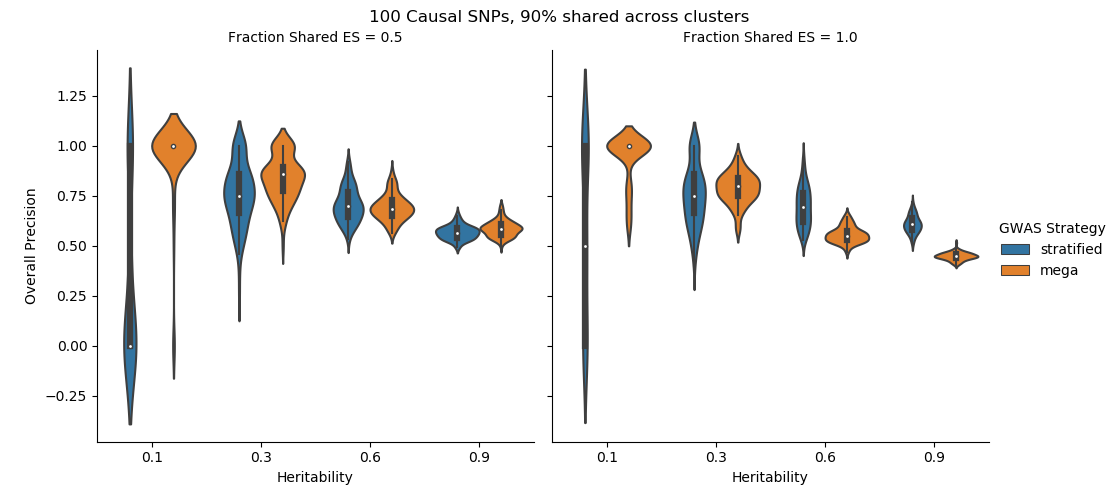 100 Causal SNPs, 90% shared across clusters
Fraction Shared ES = 0.5
Fraction Shared ES = 1.0
Overall Precision
1.25
1.00
0.75
0.50
0.25
0.00
−0.25
0.1 0.3 0.6 0.9
Heritability
0.1 0.3 0.6 0.9
Heritability
GWAS Strategy
stratified
mega